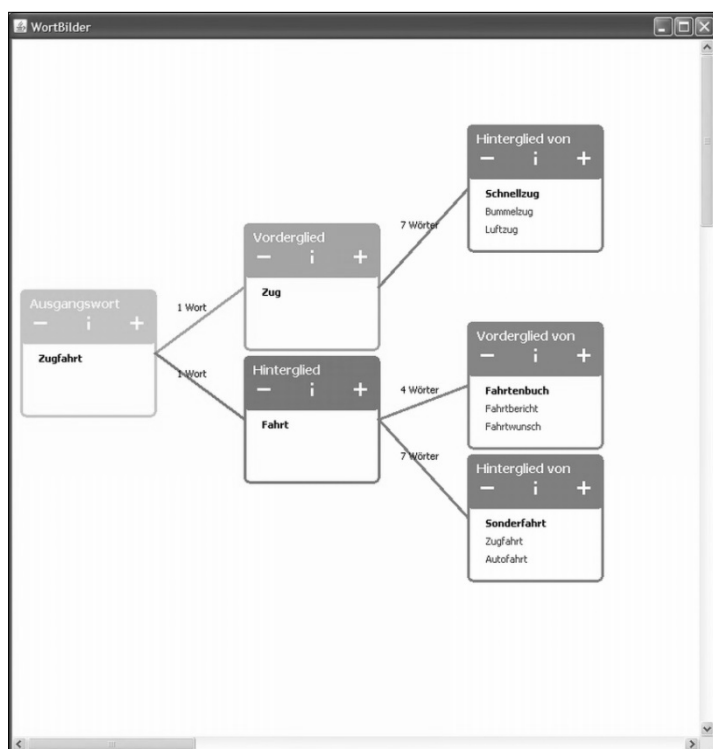 WortBilder
Ausgangswort
– i +
Zugfahrt
1 Wort
1 Wort
Vorderglied
– i +
Zug
Hinterglied
– i +
Fahrt
7 Wörter
4 Wörter
7 Wörter
Hinterglied von
– i +
Schnellzug
Bummelzug
Luftzug
Vorderglied von
– i +
Fahrtenbuch
Fahrtbericht
Fahrtwunsch
Hinterglied von
– i +
Sonderfahrt
Zugfahrt
Autofahrt